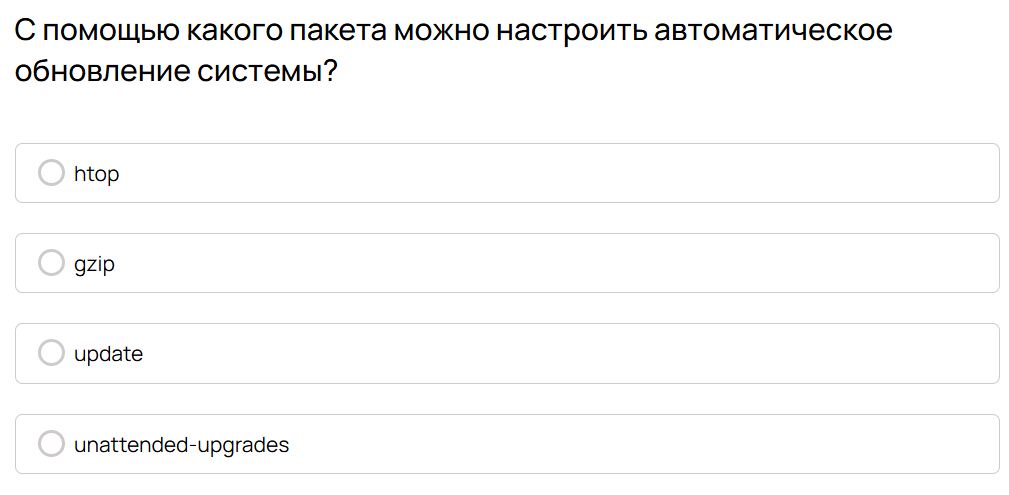 С помощью какого пакета можно настроить автоматическое
обновление системы?
htop
gzip
update
unattended-upgrades